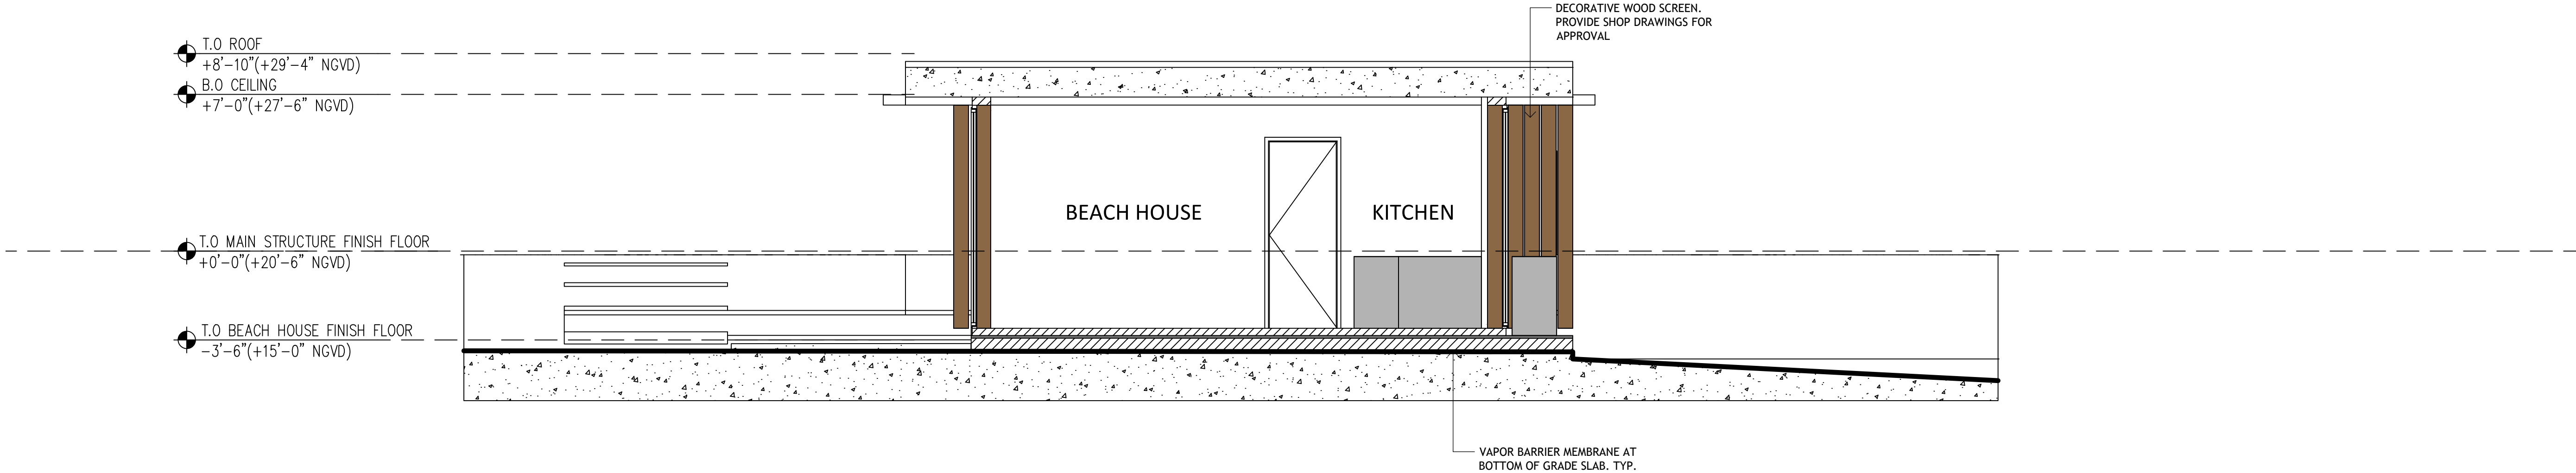 DECORATIVE WOOD SCREEN.
PROVIDE SHOP DRAWINGS FOR
APPROVAL
T.O ROOF
+8'-10"(+29'-4" NGVD)
B.O CEILING
+7'-0"(+27'-6" NGVD)
BEACH HOUSE
KITCHEN
T.O MAIN STRUCTURE FINISH FLOOR
+0'-0"(+20'-6" NGVD)
T.O BEACH HOUSE FINISH FLOOR
-3'-6"(+15'-0" NGVD)
VAPOR BARRIER MEMBRANE AT
BOTTOM OF GRADE SLAB. TYP.